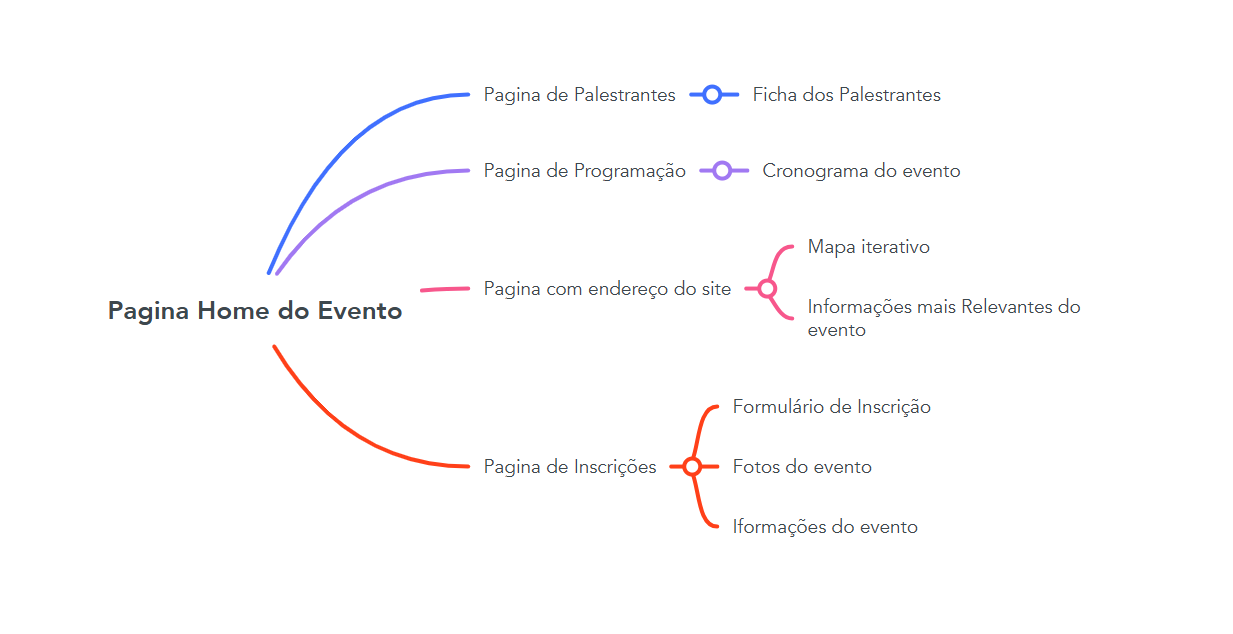 Pagina de Palestrantes
Ficha dos Palestrantes
Pagina de Programação
Cronograma do evento
Pagina Home do Evento
Pagina com endereço do site
Mapa iterativo
Informações mais Relevantes do
evento
Pagina de Inscrições
Formulário de Inscrição
Fotos do evento
Iformações do evento